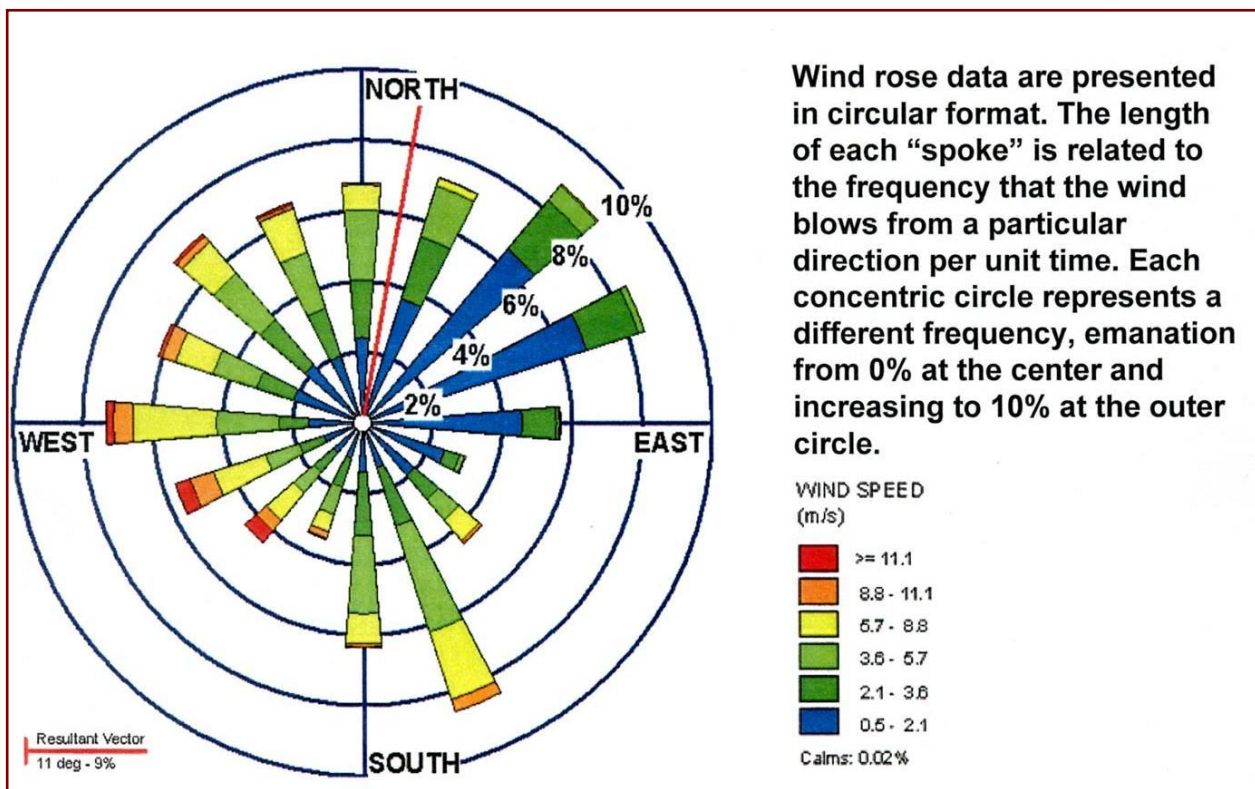 NORTH
10%
8%
6%
4%
2%
WEST
EAST
SOUTH
Resultant Vector
11 deg - 9%
Wind rose data are presented
in circular format. The length
of each “spoke” is related to
the frequency that the wind
blows from a particular
direction per unit time. Each
concentric circle represents a
different frequency, emanation
from 0% at the center and
increasing to 10% at the outer
circle.
WIND SPEED
(m/s)
>= 11.1
8.8 - 11.1
5.7 - 8.8
3.6 - 5.7
2.1 - 3.6
0.5 - 2.1
Calms: 0.02%